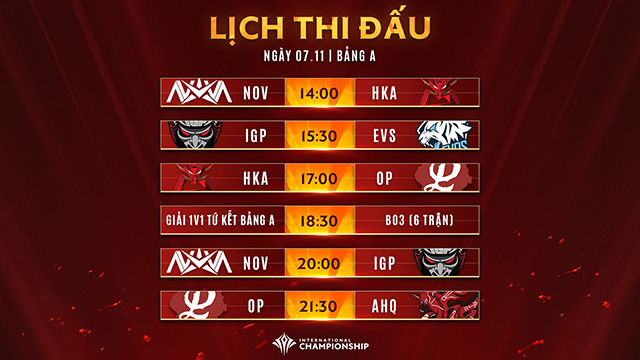 LỊCH THI ĐẤU
NGÀY 07.11 | BẢNG A
NOV 14:00 HKA
IGP 15:30 EVS
HKA 17:00 OP
GIẢI 1V1 TỨ KẾT BẢNG A 18:30 BO3 (6 TRẬN)
NOV 20:00 IGP
OP 21:30 AHQ
INTERNATIONAL
CHAMPIONSHIP